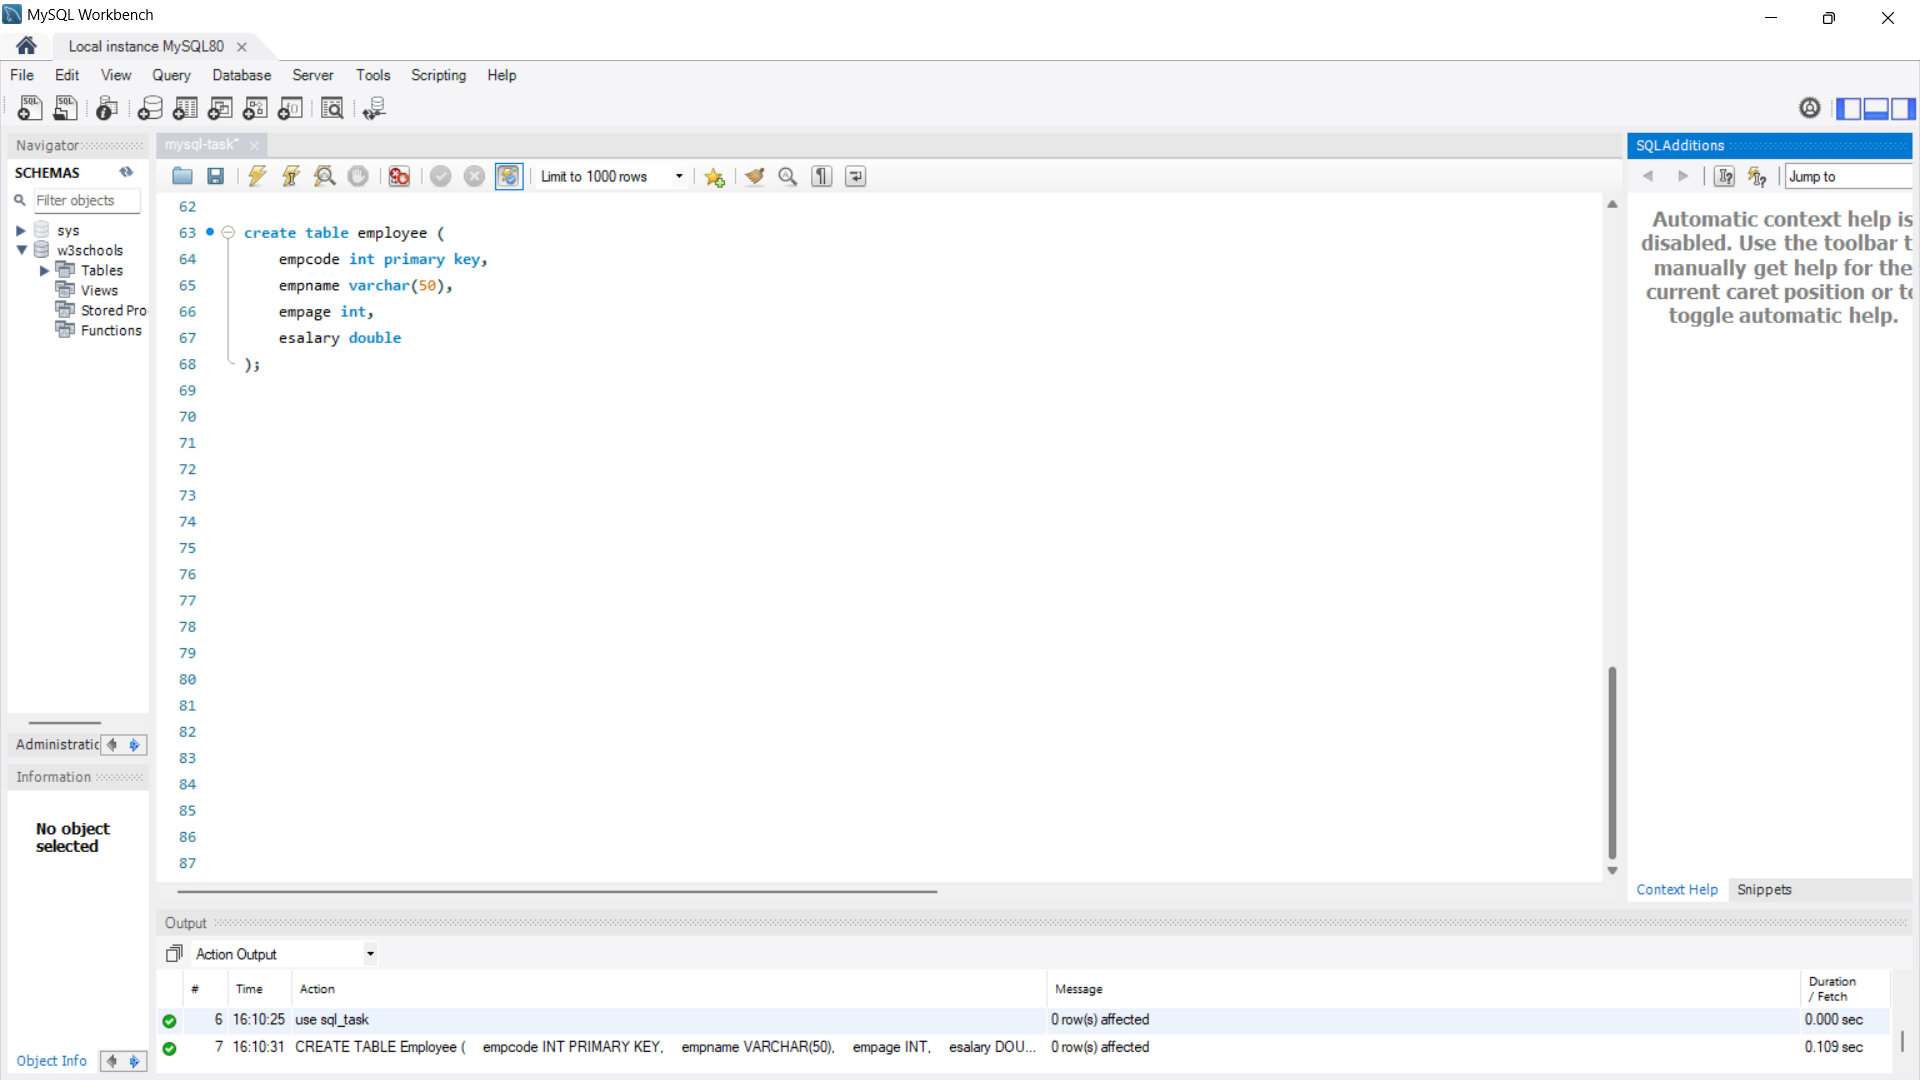 MySQL Workbench
Local instance MySQL80
File Edit View Query Database Server Tools Scripting Help
Navigator
SCHEMAS
Filter objects
sys
w3schools
Tables
Views
Stored Pro
Functions
Administratic
Information
No object
selected
Object Info
mysql-task*
Limit to 1000 rows
62
63 create table employee (
64 empcode int primary key,
65 empname varchar(50),
66 empage int,
67 esalary double
68 );
69
70
71
72
73
74
75
76
77
78
79
80
81
82
83
84
85
86
87
SQLAdditions
Jump to
Automatic context help is
disabled. Use the toolbar t
manually get help for the
current caret position or to
toggle automatic help.
Context Help Snippets
Output
Action Output
# Time Action Message Duration / Fetch
6 16:10:25 use sql_task 0 row(s) affected 0.000 sec
7 16:10:31 CREATE TABLE Employee ( empcode INT PRIMARY KEY, empname VARCHAR(50), empage INT, esalary DOU... 0 row(s) affected 0.109 sec